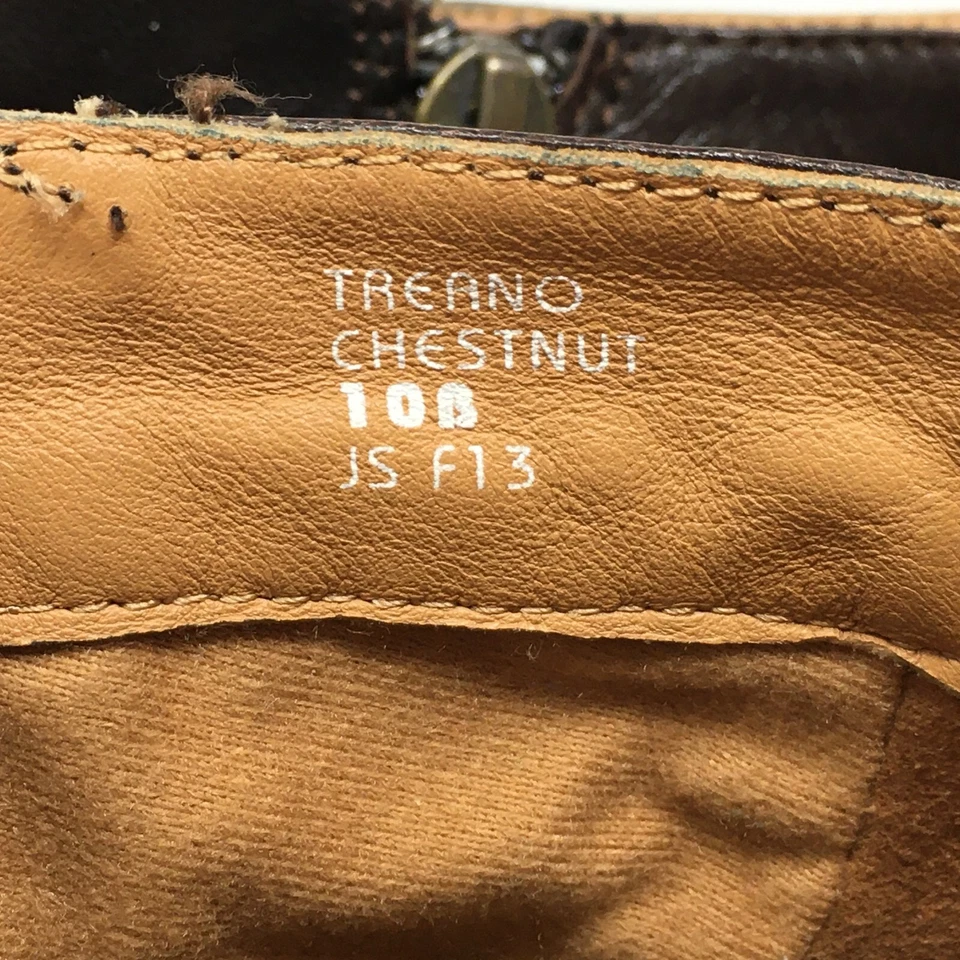 TREANO
CHESTNUT
10B
JS F13